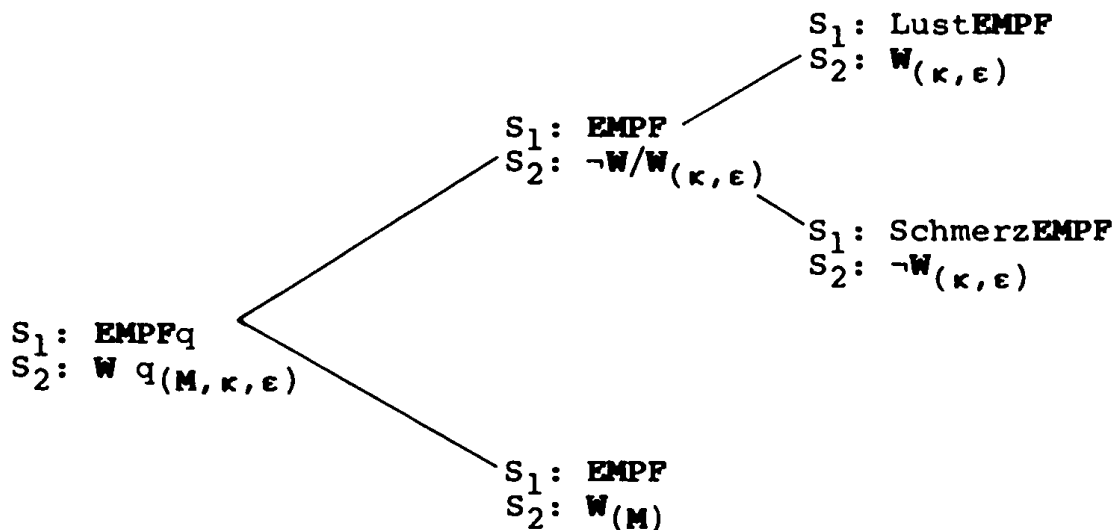 S₁: LustEMPF
S₂: W(κ,ε)
S₁: EMPF
S₂: ¬W/W(κ,ε)
S₁: SchmerzEMPF
S₂: ¬W(κ,ε)
S₁: EMPFq
S₂: W q(M,κ,ε)
S₁: EMPF
S₂: W(M)